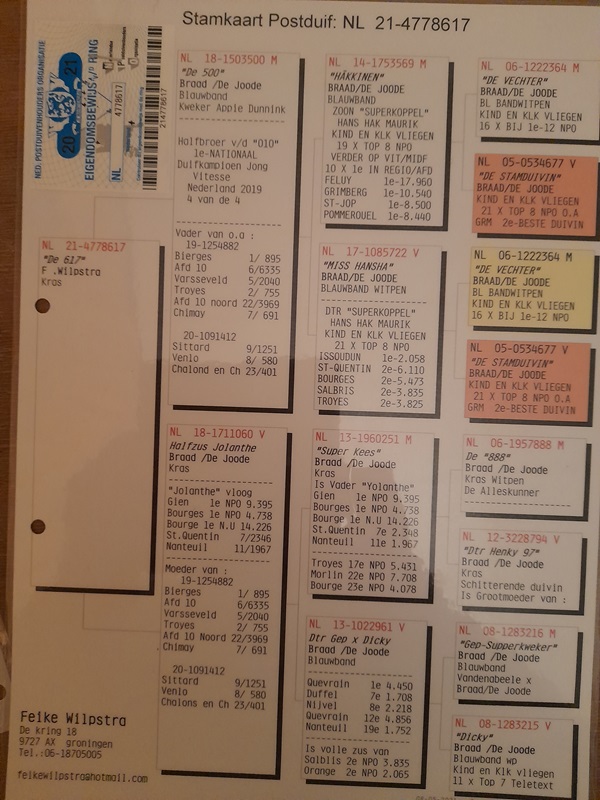 Stamkaart Postduif: NL 21-4778617
NED. POSTDUIVENHOUDERS ORGANISATIE
20 21
EIGENDOMSBEWIJS V/D RING
NL 4778617
214778617
NL 21-4778617
"De 617"
F .Wilpstra
Kras
NL 18-1503500 M
"De 500"
Braad /De Joode
Blauwband
Kweker Appie Dunnink
Halfbroer v/d "010"
1e-NATIONAAL
Duifkampioen Jong
Vitesse
Nederland 2019
4 van de 4
Vader van o.a :
19-1254882
Bierges 1/ 895
Afd 10 6/6335
Varsseveld 5/2040
Troyes 2/ 755
Afd 10 noord 22/3969
Chimay 7/ 691
20-1091412
Sittard 9/1251
Venlo 8/ 580
Chalond en Ch 23/401
NL 18-1711060 V
Halfzus Jolanthe
Braad /De Joode
Kras
"Jolanthe" vloog
Gien 1e NPO 9.395
Bourges 1e NPO 4.738
Bourge 1e N.U 14.226
St.Quentin 7/2346
Nanteuil 11/1967
Moeder van :
19-1254882
Bierges 1/ 895
Afd 10 6/6335
Varsseveld 5/2040
Troyes 2/ 755
Afd 10 Noord 22/3969
Chimay 7/ 691
20-1091412
Sittard 9/1251
Venlo 8/ 580
Chalons en Ch 23/401
NL 14-1753569 M
"HÄKKINEN"
BRAAD/DE JOODE
BLAUWBAND
ZOON "SUPERKOPPEL"
HANS HAK MAURIK
KIND EN KLK VLIEGEN
19 X TOP 8 NPO
VERDER OP VIT/MIDF
10 X 1e IN REGIO/AFD
FELUY 1e-17.960
GRIMBERG 1e-10.540
ST-JOP 1e-8.500
POMMEROUEL 1e-8.440
NL 17-1085722 V
"MISS HANSHA"
BRAAD/DE JOODE
BLAUWBAND WITPEN
DTR "SUPERKOPPEL"
HANS HAK MAURIK
KIND EN KLK VLIEGEN
21 X TOP 8 NPO
ISSOUDUN 1e-2.058
ST-QUENTIN 2e-6.110
BOURGES 2e-5.473
SALBRIS 2e-3.835
TROYES 2e-3.825
NL 13-1960251 M
"Super Kees"
Braad /De Joode
Kras
Is Vader "Yolanthe"
Gien 1e NPO 9.395
Bourges 1e NPO 4.738
Bourge 1e N.U 14.226
St.Quentin 7e 2.348
Nanteuil 11e 1.967
Troyes 17e NPO 5.431
Morlin 22e NPO 7.708
Bourge 23e NPO 4.078
NL 13-1022961 V
Dtr Gep x Dicky
Braad /De Joode
Blauwband
Quevrain 1e 4.450
Duffel 7e 1.708
Nijvel 8e 2.218
Quevrain 12e 4.856
Nanteuil 19e 1.752
Is volle zus van
Salblis 2e NPO 3.835
Orange 2e NPO 2.065
NL 06-1222364 M
"DE VECHTER"
BRAAD/DE JOODE
BL BANDWITPEN
KIND EN KLK VLIEGEN
16 X BIJ 1e-12 NPO
NL 05-0534677 V
"DE STAMDUIVIN"
BRAAD/DE JOODE
KIND EN KLK VLIEGEN
21 X TOP 8 NPO O.A
GRM 2e-BESTE DUIVIN
NL 06-1222364 M
"DE VECHTER"
BRAAD/DE JOODE
BL BANDWITPEN
KIND EN KLK VLIEGEN
16 X BIJ 1e-12 NPO
NL 05-0534677 V
"DE STAMDUIVIN"
BRAAD/DE JOODE
KIND EN KLK VLIEGEN
21 X TOP 8 NPO O.A
GRM 2e-BESTE DUIVIN
NL 06-1957888 M
De "888"
Braad /De Joode
Kras Witpen
De Alleskunner
NL 12-3228794 V
"Dtr Henky 97"
Braad /De Joode
Kras
Schitterende duivin
Is Grootmoeder van :
NL 08-1283216 M
"Gep-Supperkweker"
Braad /De Joode
Blauwband
Vandenabeele x
Braad/De Joode
NL 08-1283215 V
"Dicky"
Braad /De Joode
Blauwband wp
Kind en Klk vliegen
11 x Top 7 Teletext
Feike Wilpstra
De kring 18
9727 AX groningen
Tel.:06-18705005
feikewilpstra@hotmail.com